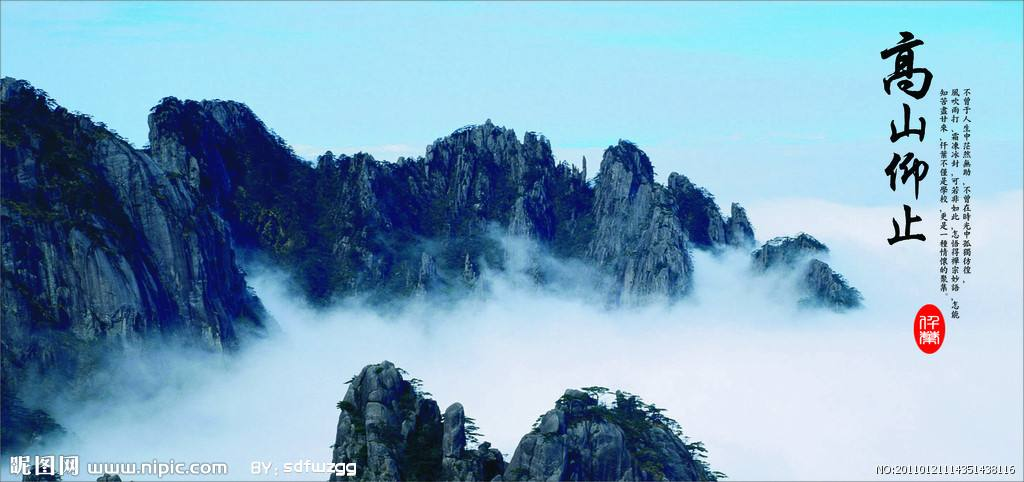 高山仰止
不曾于人生中茫然無助、不曾在時光中孤獨彷徨，
風吹雨打、霜凍冰封，可若非如此，怎悟得禪宗妙語，怎能
知苦盡甘來、仟葉不僅是學校、更是一種情懷的聚集。
仟葉
昵图网 www.nipic.com BY: sdfwzgg
NO:20110121114351438116